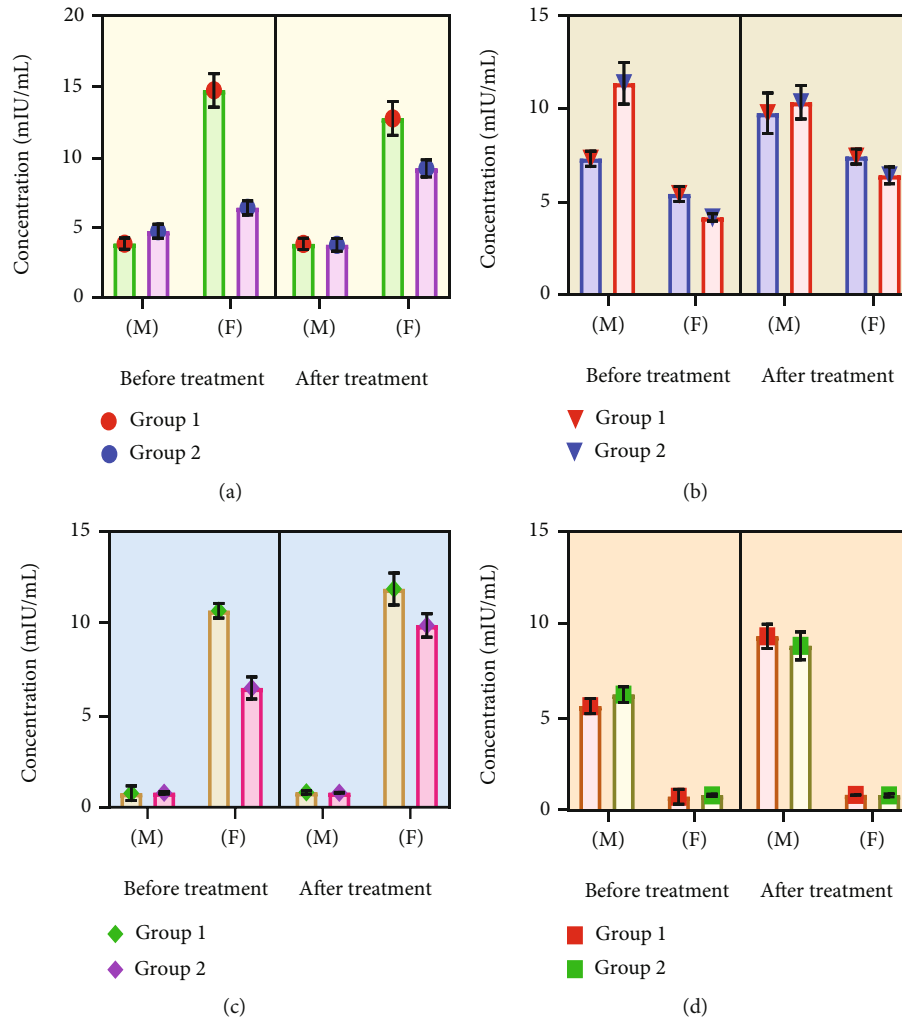 Concentration (mIU/mL)
20
15
10
5
0
(M) (F) (M) (F)
Before treatment After treatment
Group 1
Group 2
(a)
Concentration (mIU/mL)
15
10
5
0
(M) (F) (M) (F)
Before treatment After treatment
Group 1
Group 2
(b)
Concentration (mIU/mL)
15
10
5
0
(M) (F) (M) (F)
Before treatment After treatment
Group 1
Group 2
(c)
Concentration (mIU/mL)
15
10
5
0
(M) (F) (M) (F)
Before treatment After treatment
Group 1
Group 2
(d)